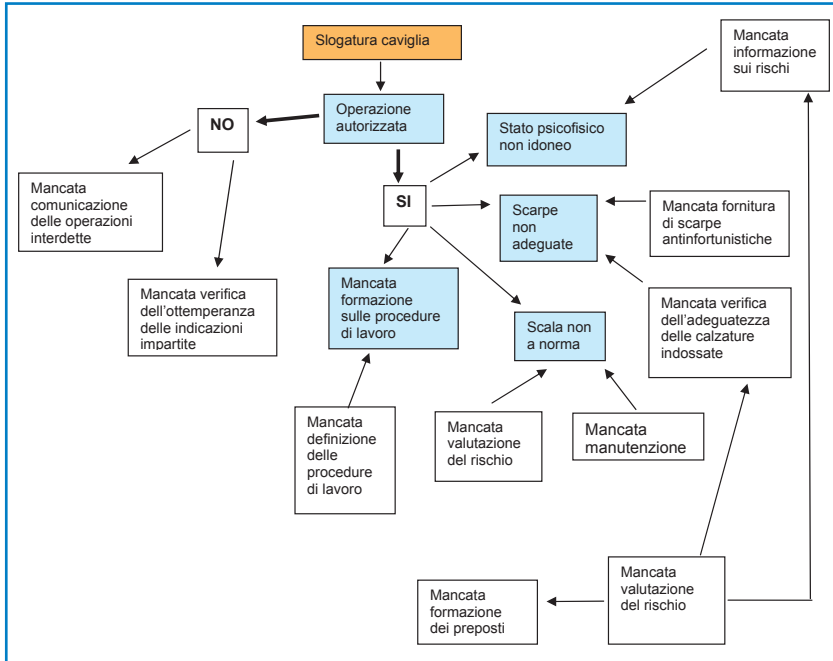 Slogatura caviglia
Mancata
informazione
sui rischi
Operazione
autorizzata
NO
Stato psicofisico
non idoneo
Mancata
comunicazione
delle operazioni
interdette
SI
Scarpe
non
adeguate
Mancata fornitura
di scarpe
antinfortunistiche
Mancata verifica
dell'ottemperanza
delle indicazioni
impartite
Mancata
formazione
sulle procedure
di lavoro
Scala non
a norma
Mancata verifica
dell'adeguatezza
delle calzature
indossate
Mancata
definizione
delle
procedure
di lavoro
Mancata
valutazione
del rischio
Mancata
manutenzione
Mancata
formazione
dei preposti
Mancata
valutazione
del rischio